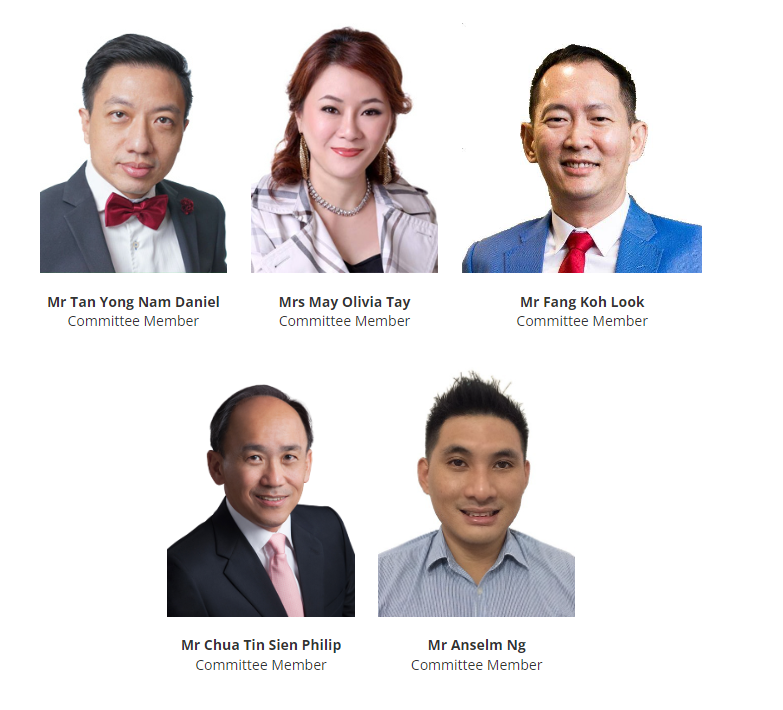 Mr Tan Yong Nam Daniel
Committee Member
Mrs May Olivia Tay
Committee Member
Mr Fang Koh Look
Committee Member
Mr Chua Tin Sien Philip
Committee Member
Mr Anselm Ng
Committee Member